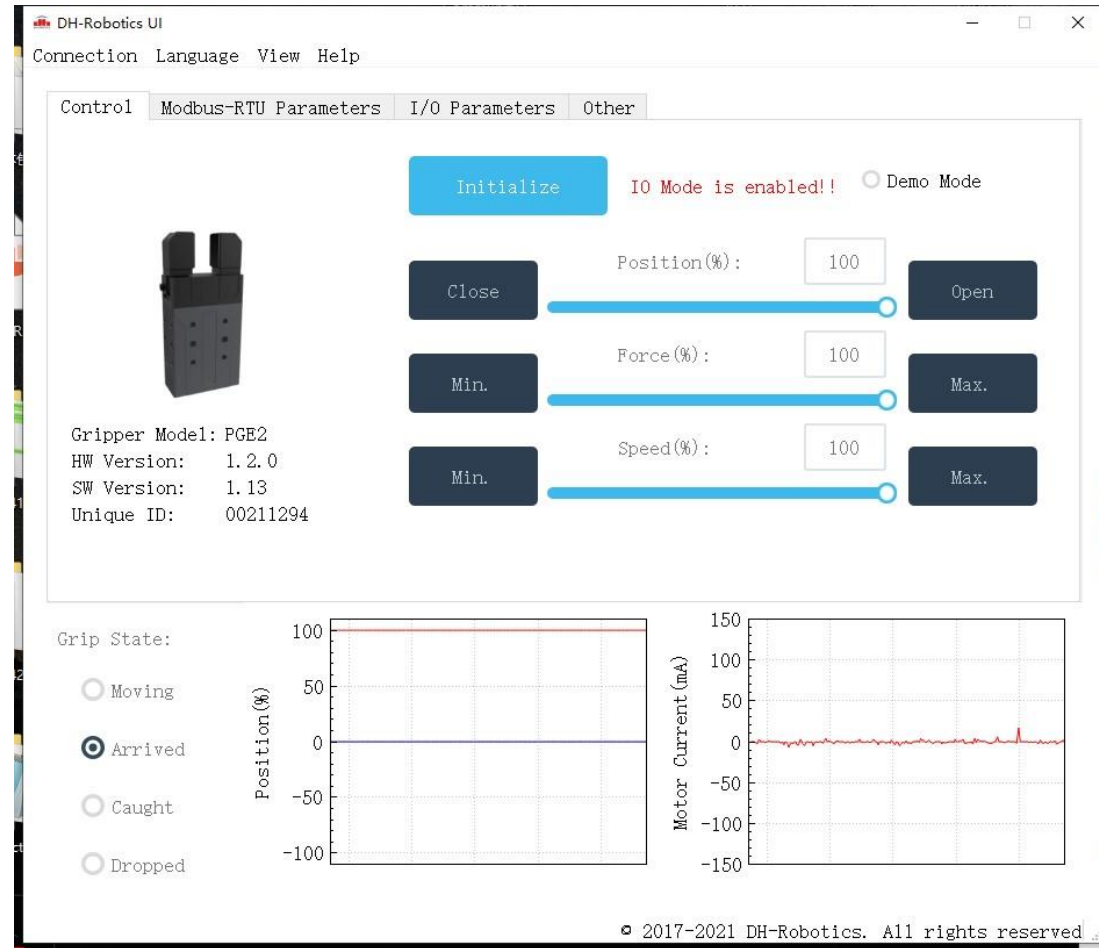 DH-Robotics UI
Connection Language View Help
Control Modbus-RTU Parameters I/O Parameters Other
Initialize IO Mode is enabled!! Demo Mode
Position(%): 100
Close Open
Force(%): 100
Min. Max.
Gripper Model: PGE2
Speed(%): 100
HW Version: 1.2.0
Min. Max.
SW Version: 1.13
Unique ID: 00211294
Grip State:
Moving
Arrived
Caught
Dropped
Position(%)
100
50
0
-50
-100
Motor Current(mA)
150
100
50
0
-50
-100
-150
© 2017-2021 DH-Robotics. All rights reserved